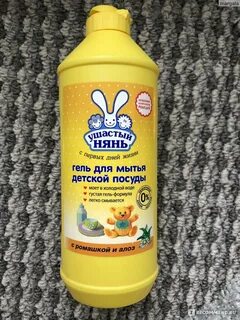 ушастый
нянь
с первых дней жизни
гель для мытья
детской посуды
моет в холодной воде
густая гель-формула
легко смывается
0%
с ромашкой и алоэ